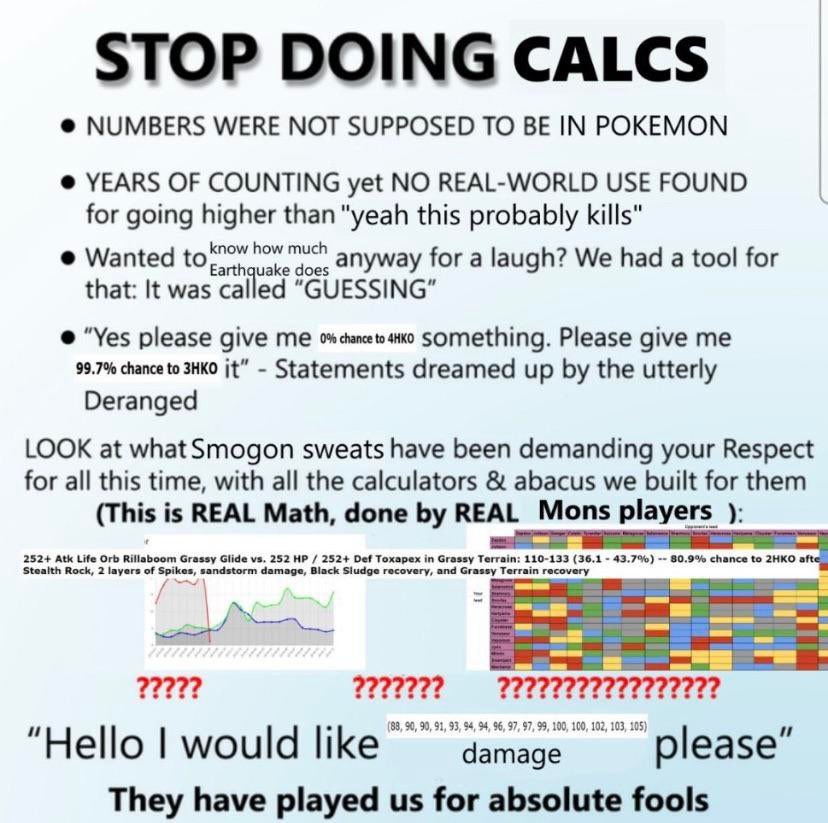 STOP DOING CALCS
• NUMBERS WERE NOT SUPPOSED TO BE IN POKEMON
• YEARS OF COUNTING yet NO REAL-WORLD USE FOUND
for going higher than "yeah this probably kills"
• Wanted to know how much Earthquake does anyway for a laugh? We had a tool for
that: It was called "GUESSING"
• "Yes please give me 0% chance to 4HKO something. Please give me
99.7% chance to 3HKO it" - Statements dreamed up by the utterly
Deranged
LOOK at what Smogon sweats have been demanding your Respect
for all this time, with all the calculators & abacus we built for them
(This is REAL Math, done by REAL Mons players ):
Opponent's lead
252+ Atk Life Orb Rillaboom Grassy Glide vs. 252 HP / 252+ Def Toxapex in Grassy Terrain: 110-133 (36.1 - 43.7%) -- 80.9% chance to 2HKO afte
Stealth Rock, 2 layers of Spikes, sandstorm damage, Black Sludge recovery, and Grassy Terrain recovery
Your
lead
????? ??????? ?????????????????
"Hello I would like (88, 90, 90, 91, 93, 94, 94, 96, 97, 97, 99, 100, 100, 102, 103, 105) damage please"
They have played us for absolute fools